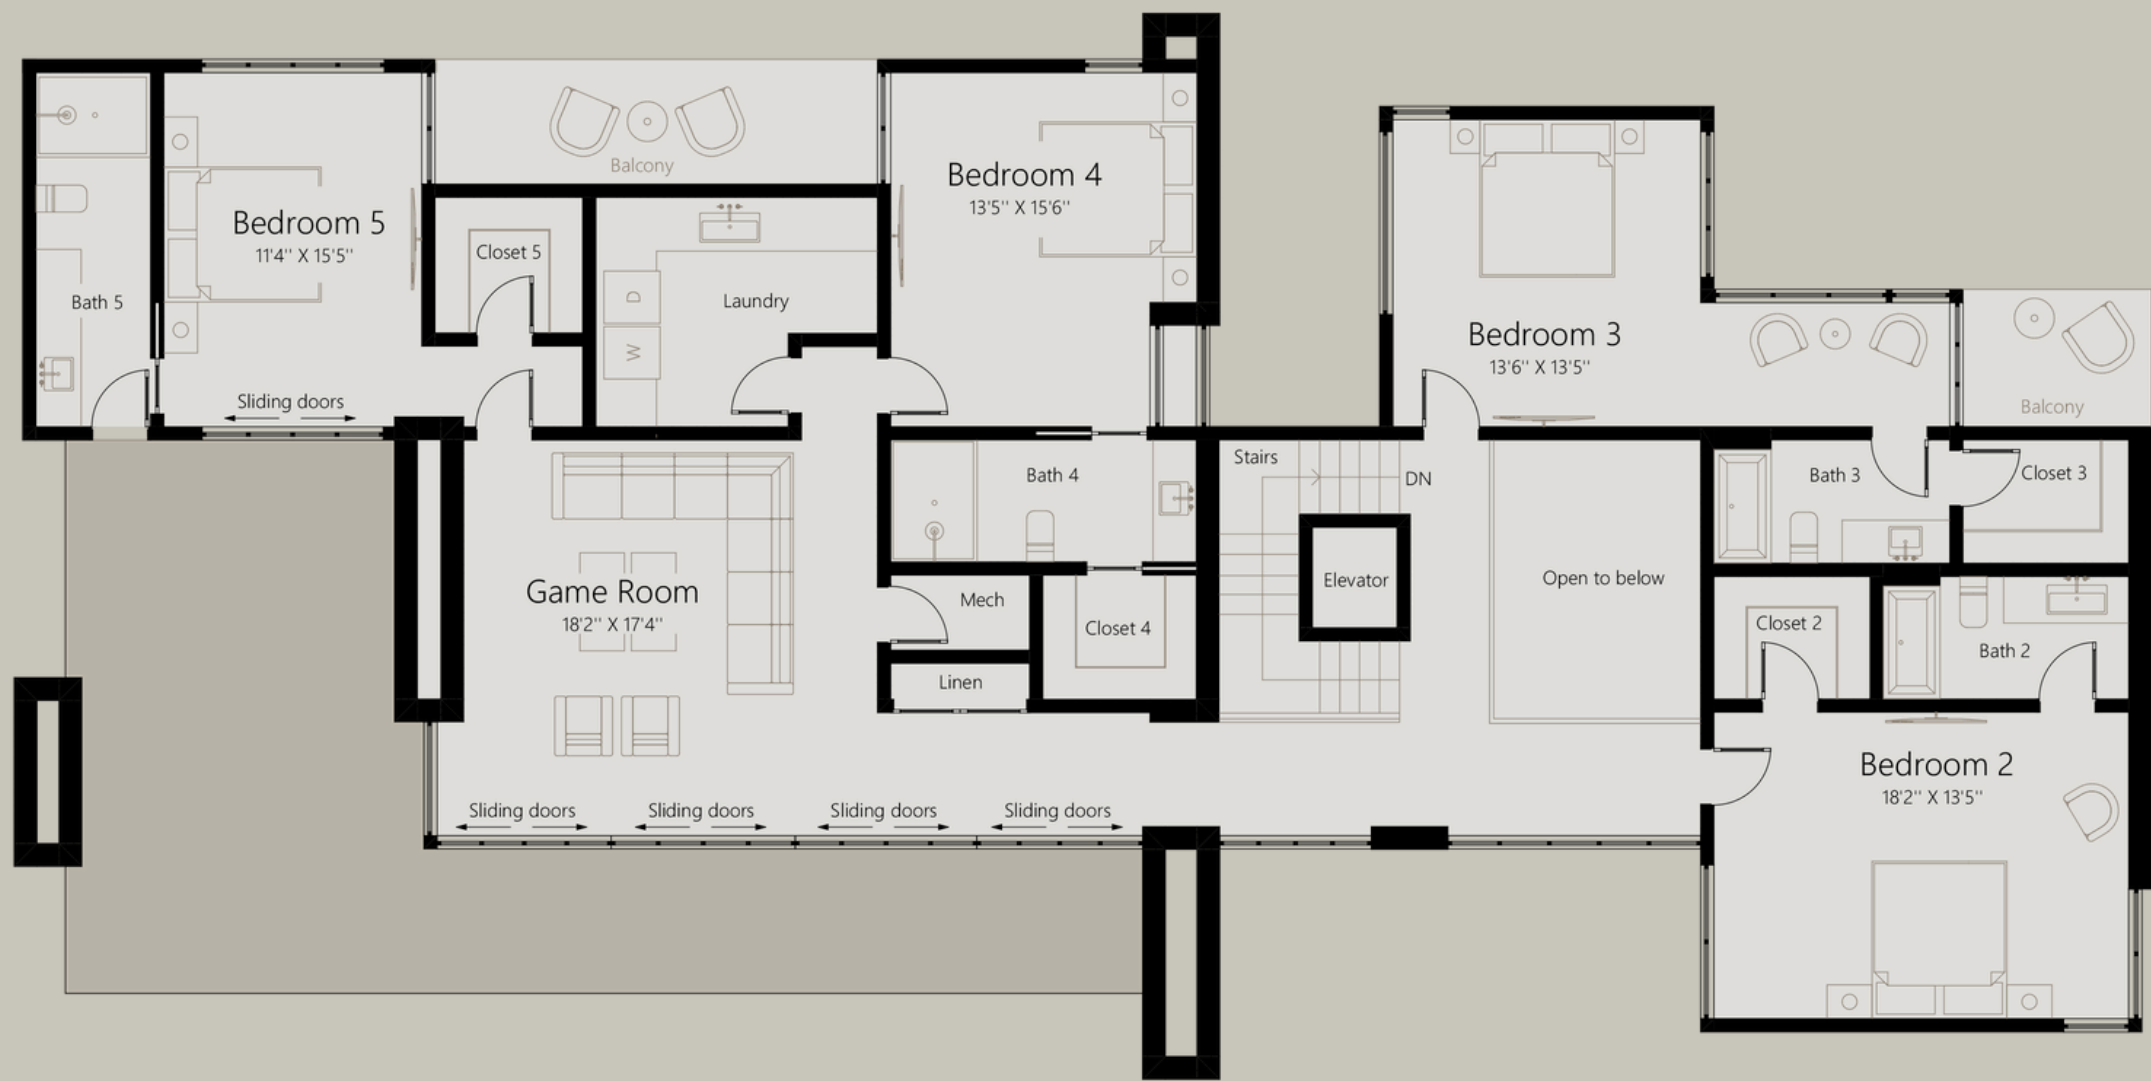 Balcony
Bedroom 5
11'4'' X 15'5''
Closet 5
Bath 5
Sliding doors
D
W
Laundry
Bedroom 4
13'5'' X 15'6''
Bedroom 3
13'6'' X 13'5''
Balcony
Game Room
18'2'' X 17'4''
Bath 4
Mech
Linen
Closet 4
Stairs
DN
Elevator
Open to below
Bath 3
Closet 3
Closet 2
Bath 2
Bedroom 2
18'2'' X 13'5''
Sliding doors
Sliding doors
Sliding doors
Sliding doors